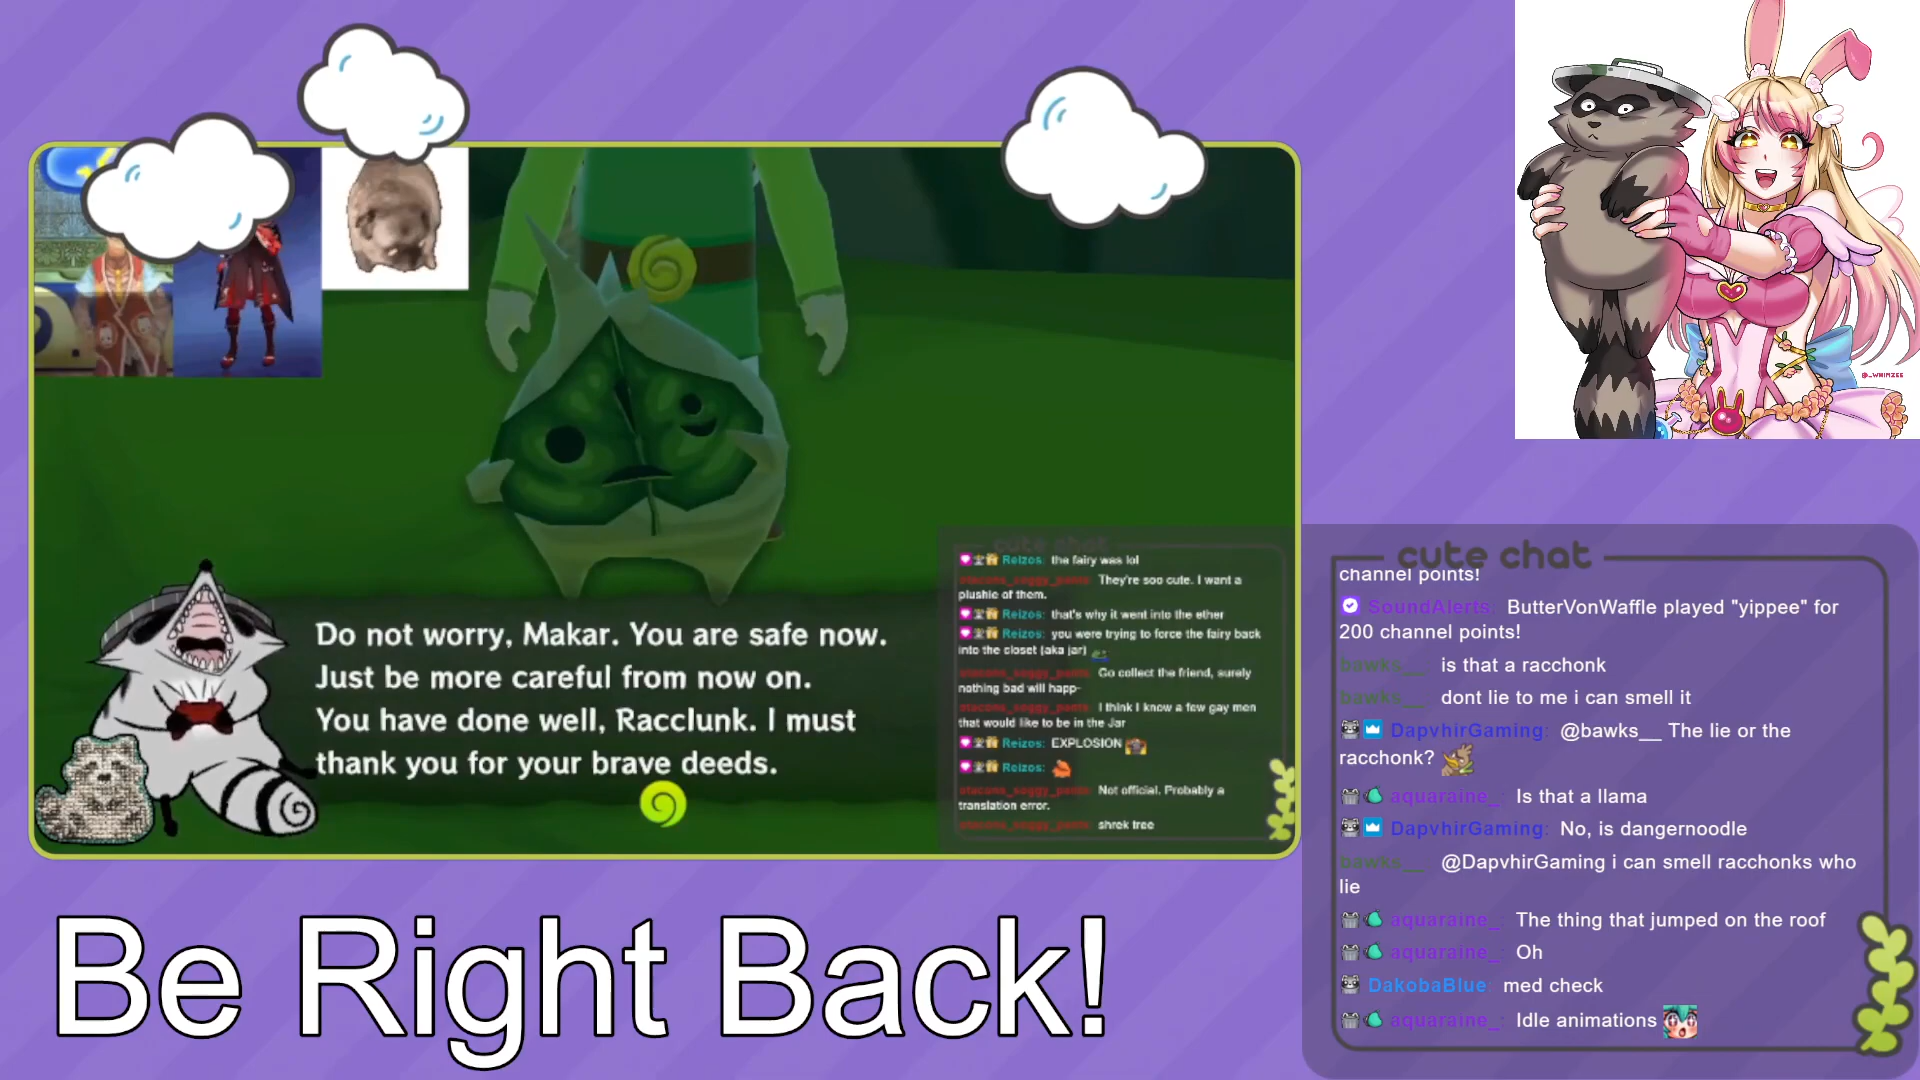 @_WHIMZEE
Do not worry, Makar. You are safe now.
Just be more careful from now on.
You have done well, Racclunk. I must
thank you for your brave deeds.
cute chat
Reizos: the fairy was lol
They're soo cute. I want a
plushie of them.
Reizos: that's why it went into the ether
Reizos: you were trying to force the fairy back
into the closet (aka jar)
Go collect the friend, surely
nothing bad will happ-
I think I know a few gay men
that would like to be in the Jar
Reizos: EXPLOSION
Reizos:
Not official. Probably a
translation error.
shrek tree
Be Right Back!
cute chat
channel points!
SoundAlerts: ButterVonWaffle played "yippee" for
200 channel points!
bawks__ is that a racchonk
bawks__ dont lie to me i can smell it
DapvhirGaming: @bawks__ The lie or the
racchonk?
aquaraine_: Is that a llama
DapvhirGaming: No, is dangernoodle
bawks__ @DapvhirGaming i can smell racchonks who
lie
aquaraine_: The thing that jumped on the roof
aquaraine_: Oh
DakobaBlue: med check
aquaraine_: Idle animations